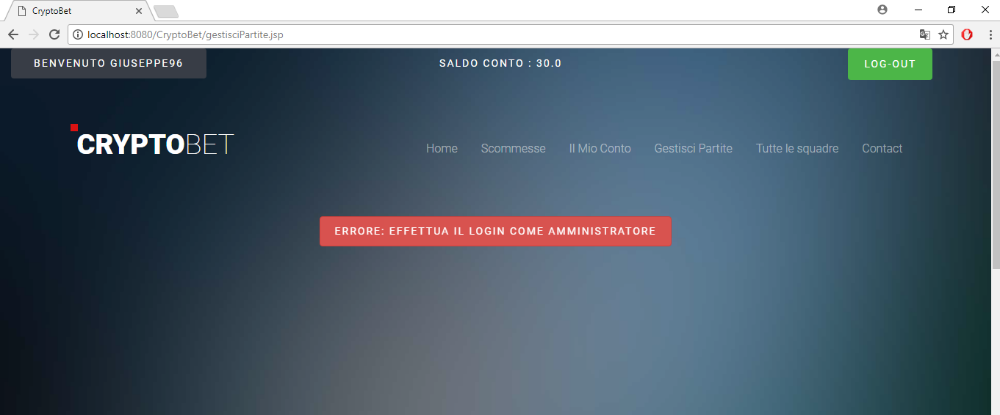 CryptoBet
localhost:8080/CryptoBet/gestisciPartite.jsp
BENVENUTO GIUSEPPE96 SALDO CONTO : 30.0 LOG-OUT
CRYPTOBET Home Scommesse Il Mio Conto Gestisci Partite Tutte le squadre Contact
ERRORE: EFFETTUA IL LOGIN COME AMMINISTRATORE